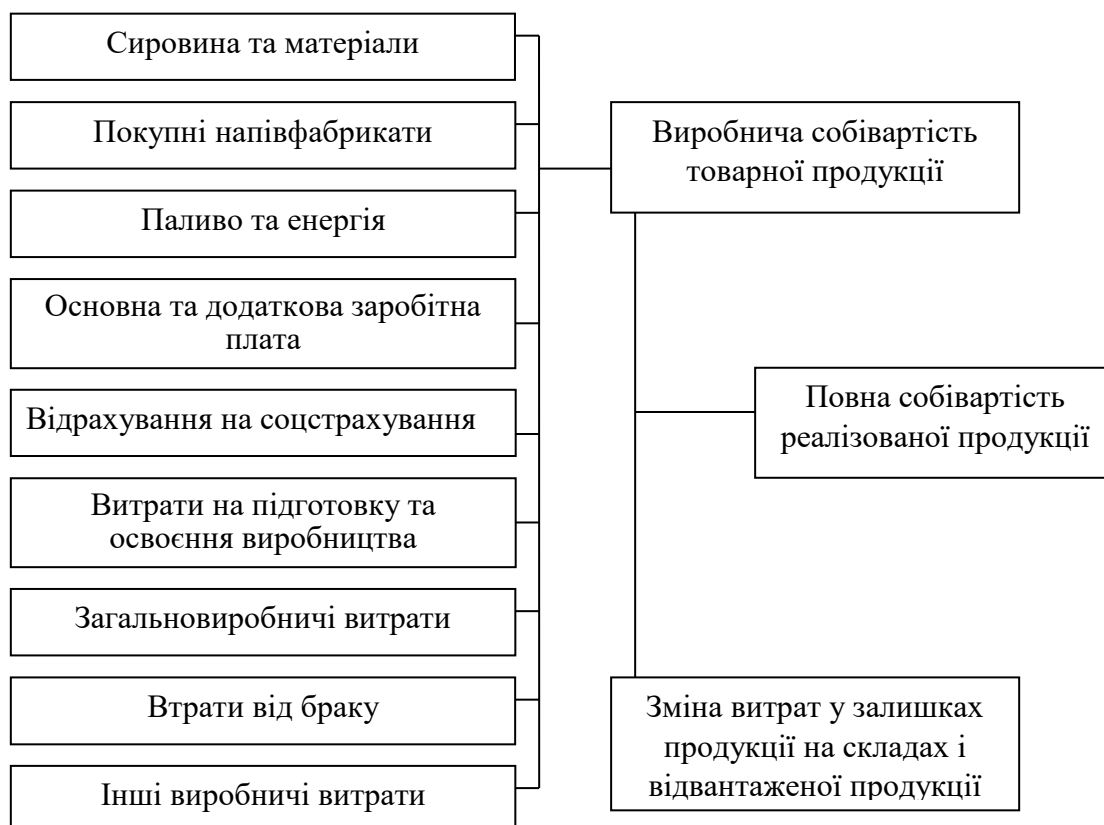 Сировина та матеріали
Покупні напівфабрикати
Паливо та енергія
Основна та додаткова заробітна
плата
Відрахування на соцстрахування
Витрати на підготовку та
освоєння виробництва
Загальновиробничі витрати
Втрати від браку
Інші виробничі витрати
Виробнича собівартість
товарної продукції
Повна собівартість
реалізованої продукції
Зміна витрат у залишках
продукції на складах і
відвантаженої продукції